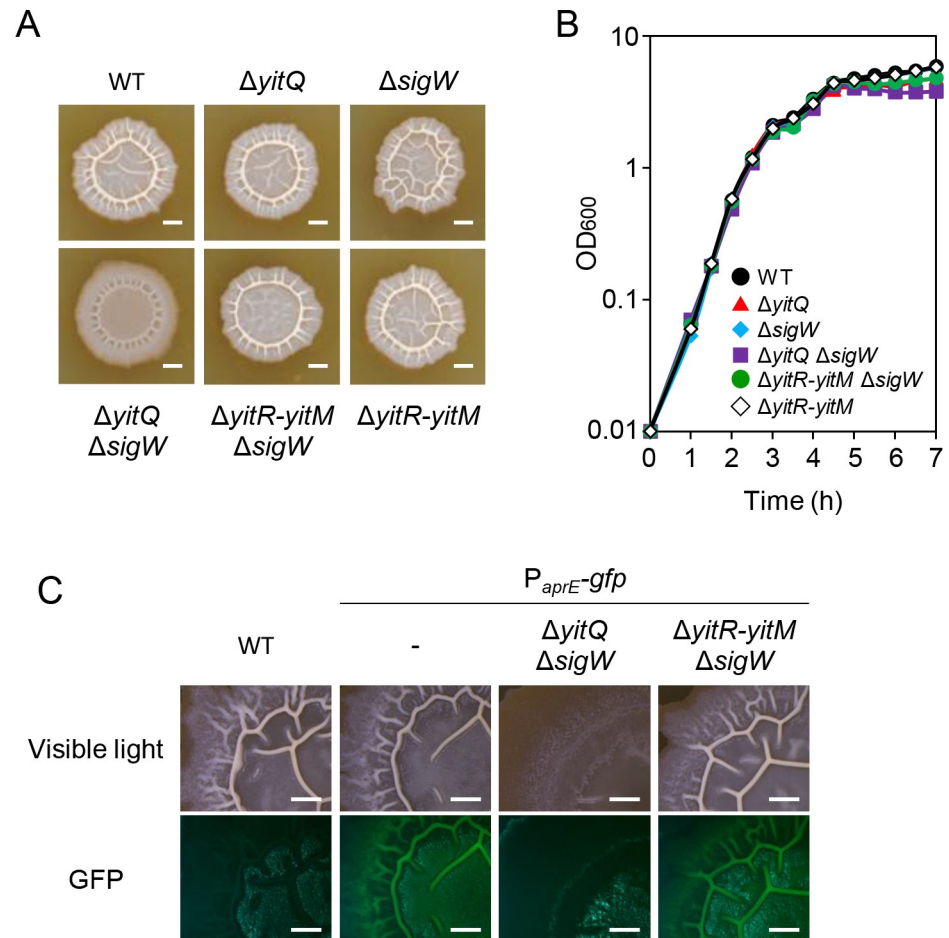 A
WT
ΔyitQ
ΔsigW
ΔyitQ
ΔsigW
ΔyitR-yitM
ΔsigW
ΔyitR-yitM
B
10
1
0.1
0.01
OD600
0 1 2 3 4 5 6 7
Time (h)
WT
ΔyitQ
ΔsigW
ΔyitQ ΔsigW
ΔyitR-yitM ΔsigW
ΔyitR-yitM
C
PaprE-gfp
WT
-
ΔyitQ
ΔsigW
ΔyitR-yitM
ΔsigW
Visible light
GFP